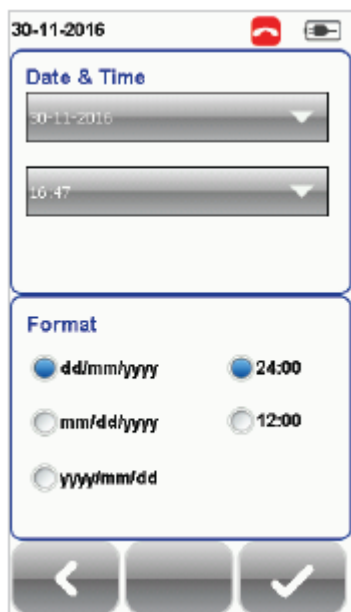 30-11-2016
Date & Time
30-11-2016
16:47
Format
dd/mm/yyyy
24:00
mm/dd/yyyy
12:00
yyyy/mm/dd